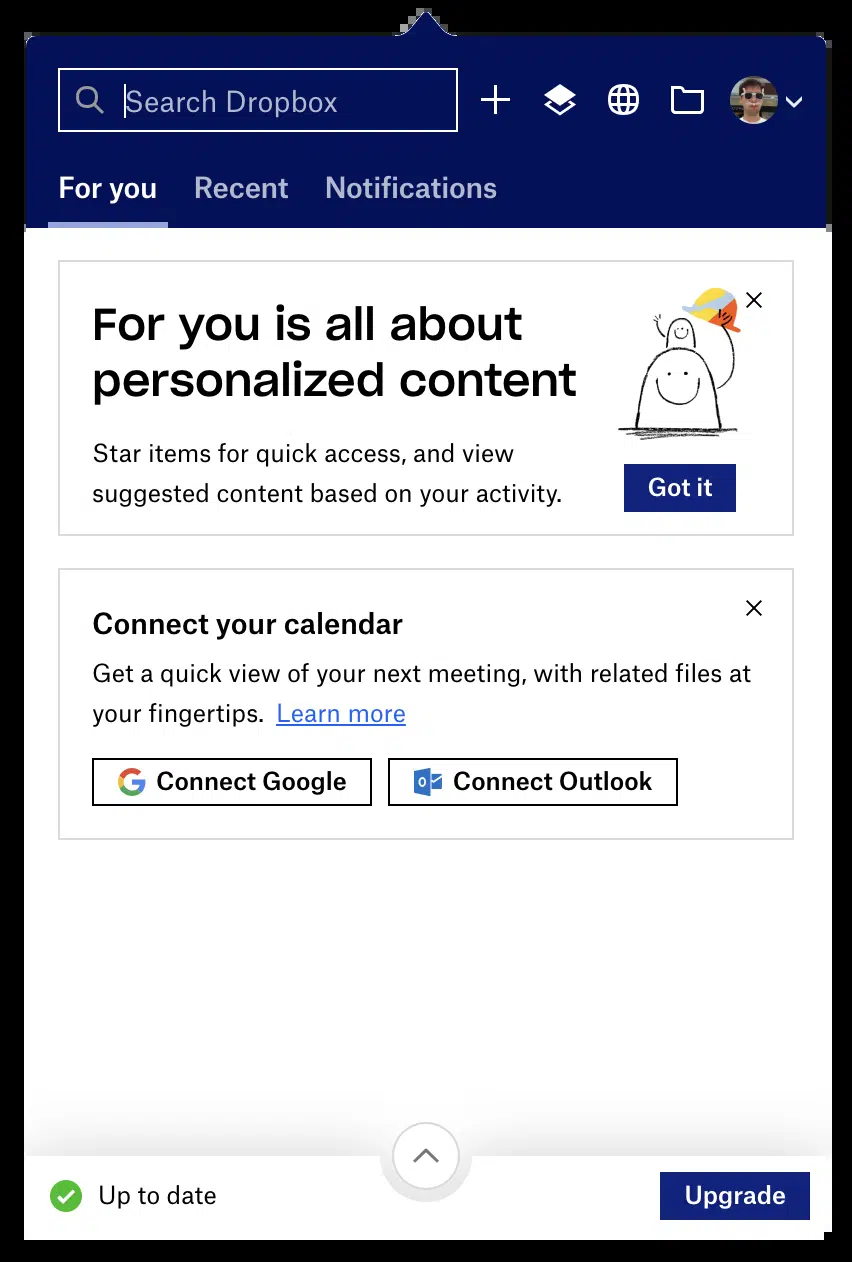 Search Dropbox
For you Recent Notifications
For you is all about
personalized content
Star items for quick access, and view
suggested content based on your activity.
Got it
Connect your calendar
Get a quick view of your next meeting, with related files at
your fingertips. Learn more
Connect Google Connect Outlook
Up to date Upgrade